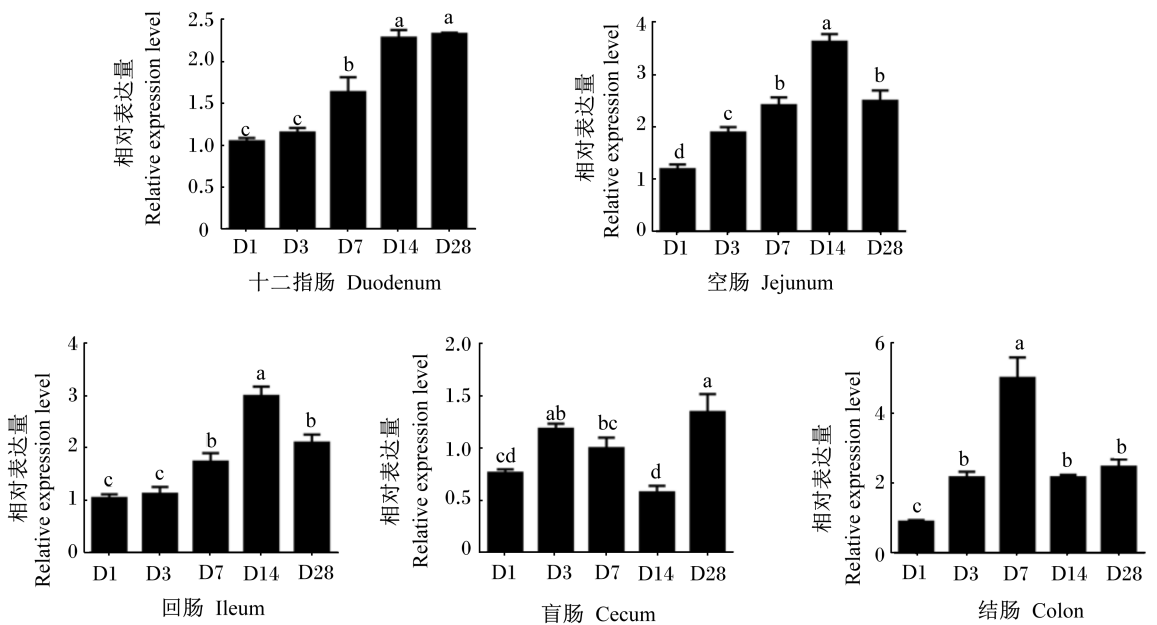 相对表达量
Relative expression level
2.5
2.0
1.5
1.0
0.5
0
c
c
b
a
a
D1 D3 D7 D14 D28
十二指肠 Duodenum
相对表达量
Relative expression level
4
3
2
1
0
d
c
b
a
b
D1 D3 D7 D14 D28
空肠 Jejunum
相对表达量
Relative expression level
4
3
2
1
0
c
c
b
a
b
D1 D3 D7 D14 D28
回肠 Ileum
相对表达量
Relative expression level
2.0
1.5
1.0
0.5
0
cd
ab
bc
d
a
D1 D3 D7 D14 D28
盲肠 Cecum
相对表达量
Relative expression level
6
4
2
0
c
b
a
b
b
D1 D3 D7 D14 D28
结肠 Colon